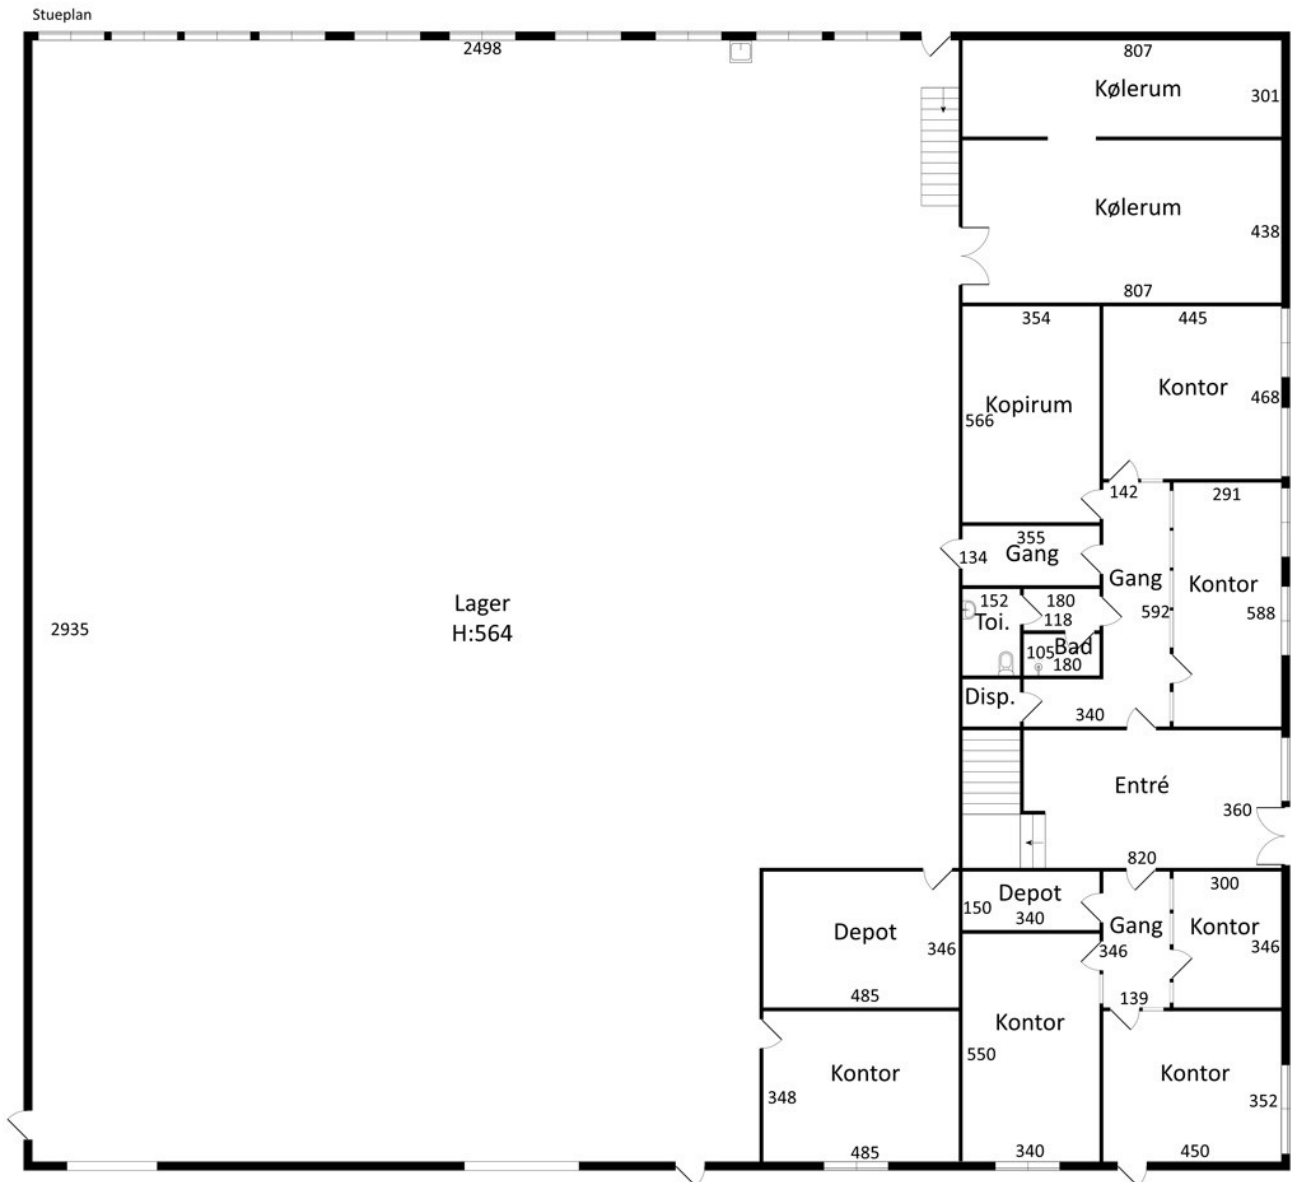 Stueplan
2498
807
Kølerum
301
Kølerum
438
807
354
445
Kopirum
566
Kontor
468
142
291
355
134
Gang
Gang
592
Kontor
588
152
Toi.
180
118
105
Bad
180
Disp.
340
Lager
H:564
2935
Entré
360
820
Depot
346
485
150
Depot
340
Gang
346
139
300
Kontor
346
Kontor
348
485
Kontor
550
340
Kontor
352
450